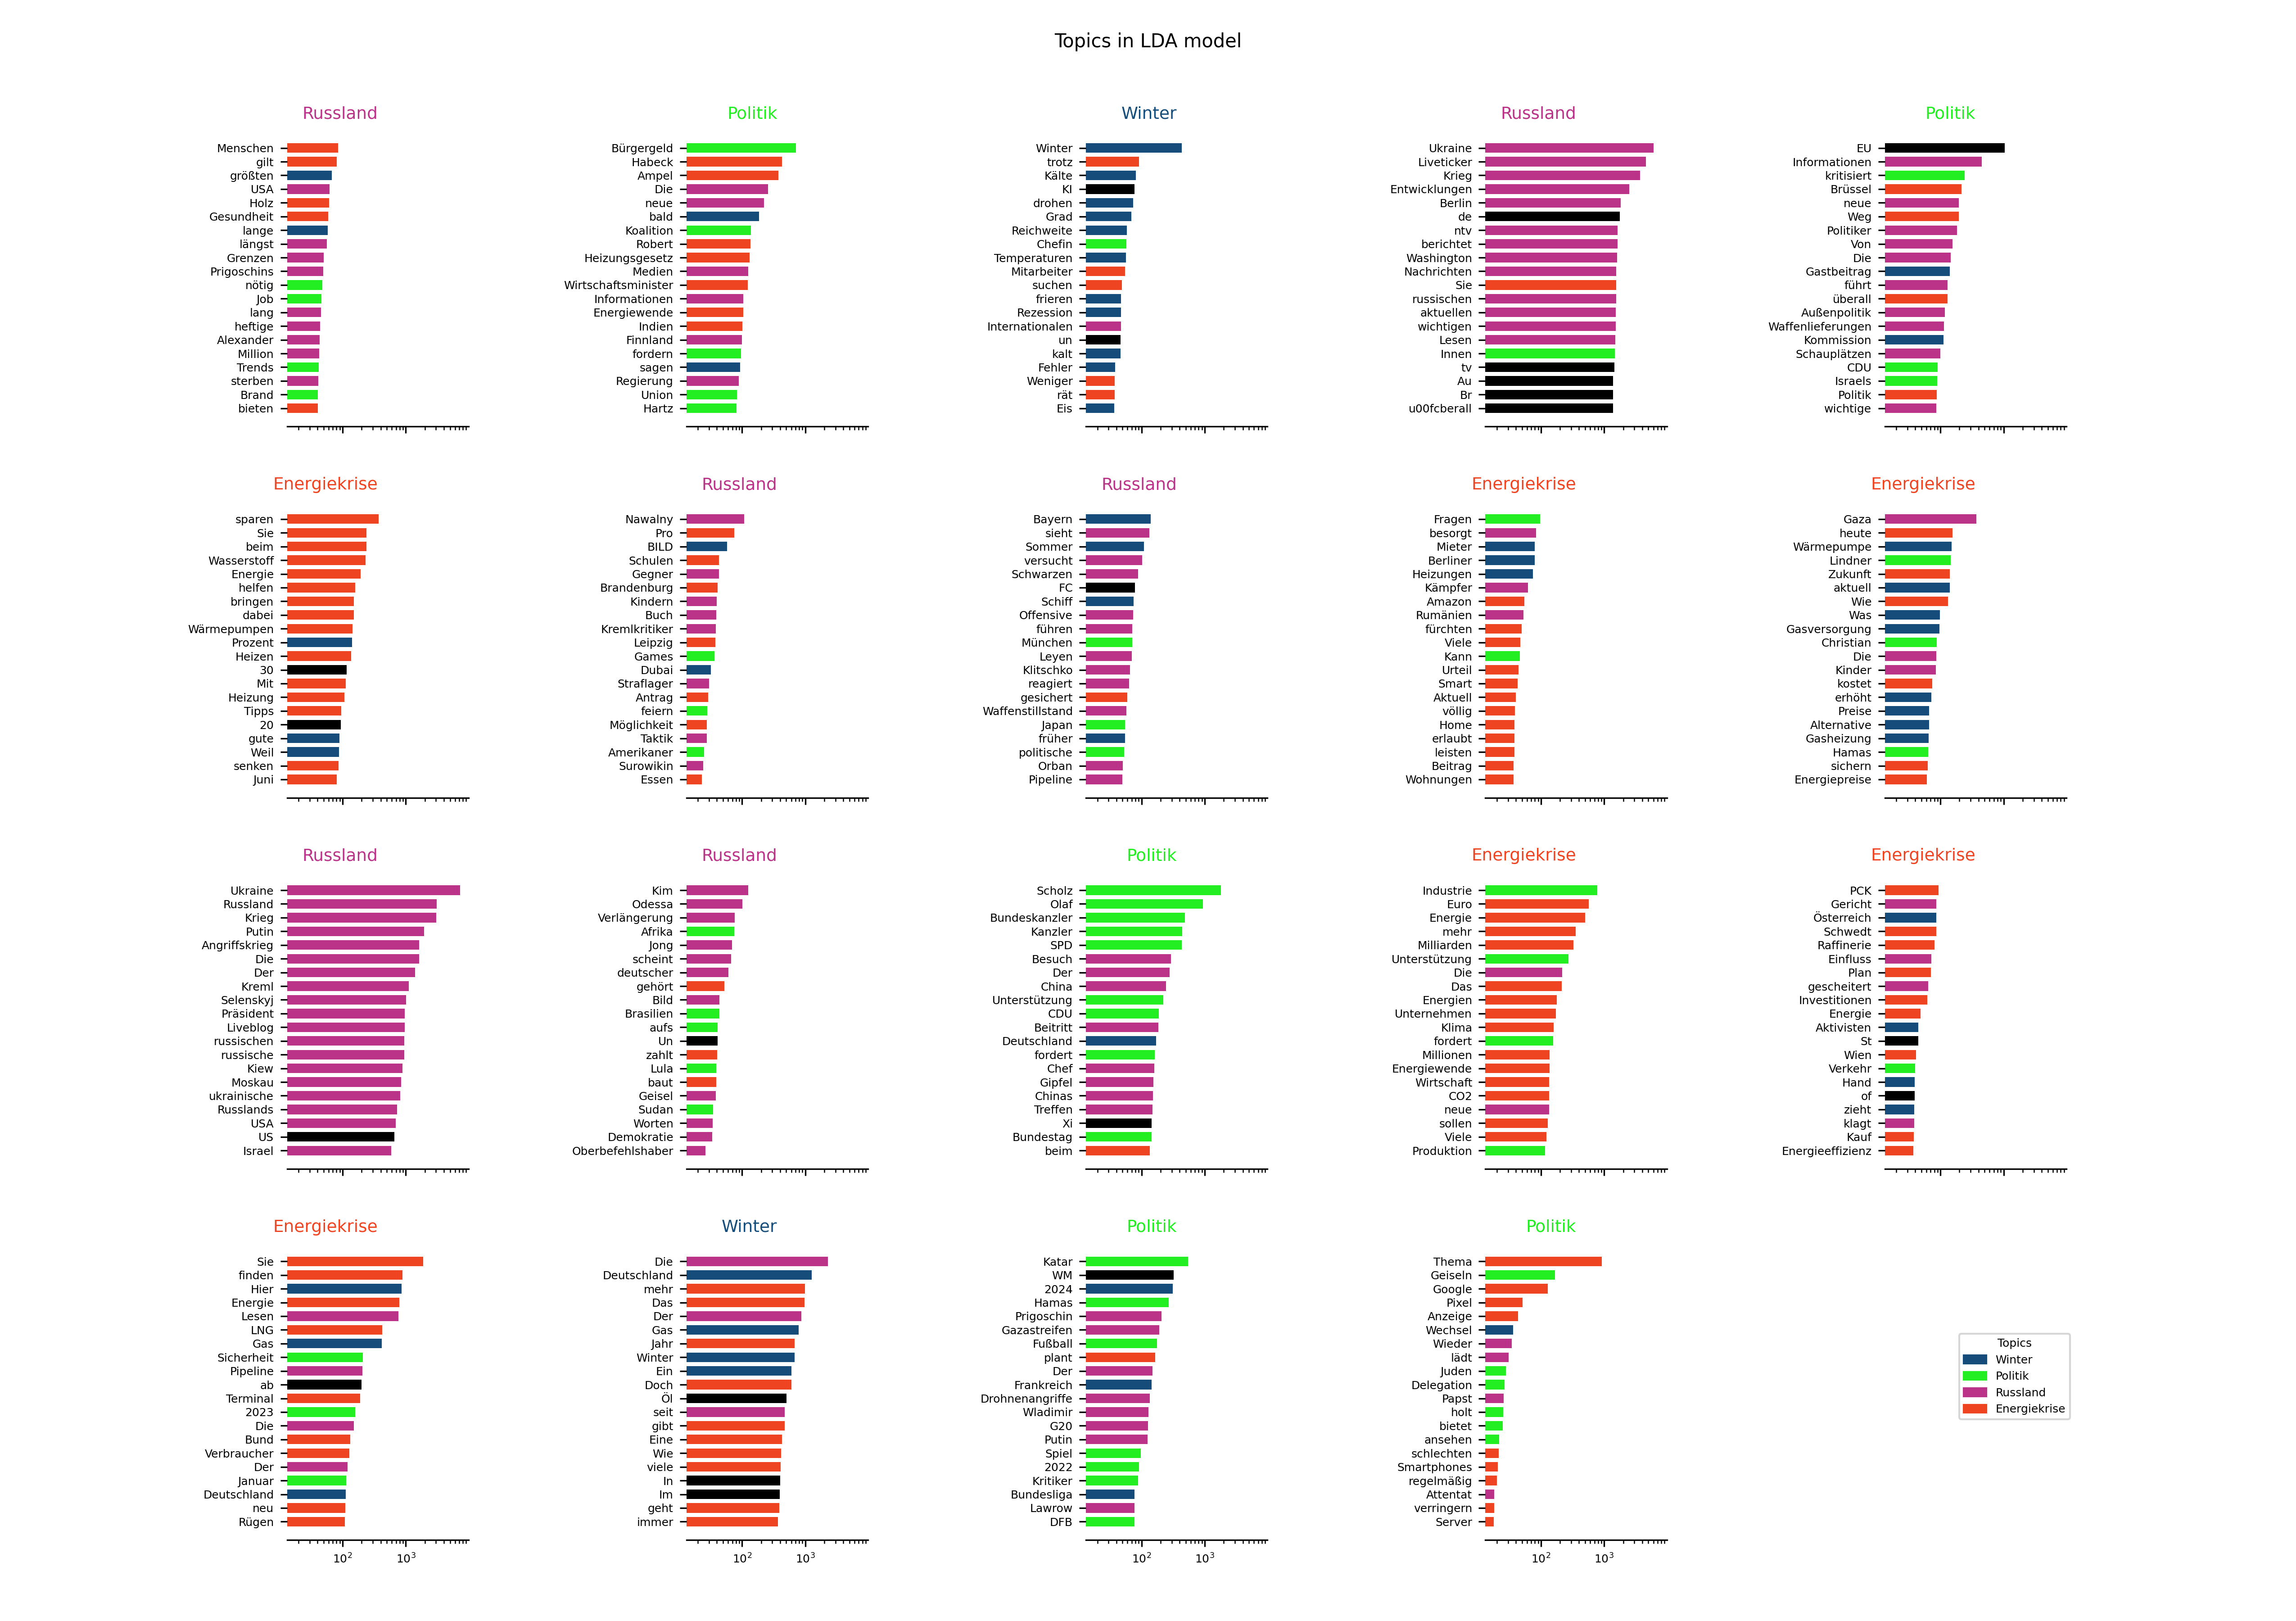 Topics in LDA model
Russland
Menschen
gilt
größten
USA
Holz
Gesundheit
lange
längst
Grenzen
Prigoschins
nötig
Job
lang
heftige
Alexander
Million
Trends
sterben
Brand
bieten
Politik
Bürgergeld
Habeck
Ampel
Die
neue
bald
Koalition
Robert
Heizungsgesetz
Medien
Wirtschaftsminister
Informationen
Energiewende
Indien
Finnland
fordern
sagen
Regierung
Union
Hartz
Winter
Winter
trotz
Kälte
KI
drohen
Grad
Reichweite
Chefin
Temperaturen
Mitarbeiter
suchen
frieren
Rezession
Internationalen
un
kalt
Fehler
Weniger
rät
Eis
Russland
Ukraine
Liveticker
Krieg
Entwicklungen
Berlin
de
ntv
berichtet
Washington
Nachrichten
Sie
russischen
aktuellen
wichtigen
Lesen
Innen
tv
Au
Br
u00fcberall
Politik
EU
Informationen
kritisiert
Brüssel
neue
Weg
Politiker
Von
Die
Gastbeitrag
führt
überall
Außenpolitik
Waffenlieferungen
Kommission
Schauplätzen
CDU
Israels
Politik
wichtige
Energiekrise
sparen
Sie
beim
Wasserstoff
Energie
helfen
bringen
dabei
Wärmepumpen
Prozent
Heizen
30
Mit
Heizung
Tipps
20
gute
Weil
senken
Juni
Russland
Nawalny
Pro
BILD
Schulen
Gegner
Brandenburg
Kindern
Buch
Kremlkritiker
Leipzig
Games
Dubai
Straflager
Antrag
feiern
Möglichkeit
Taktik
Amerikaner
Surowikin
Essen
Russland
Bayern
sieht
Sommer
versucht
Schwarzen
FC
Schiff
Offensive
führen
München
Leyen
Klitschko
reagiert
gesichert
Waffenstillstand
Japan
früher
politische
Orban
Pipeline
Energiekrise
Fragen
besorgt
Mieter
Berliner
Heizungen
Kämpfer
Amazon
Rumänien
fürchten
Viele
Kann
Urteil
Smart
Aktuell
völlig
Home
erlaubt
leisten
Beitrag
Wohnungen
Energiekrise
Gaza
heute
Wärmepumpe
Lindner
Zukunft
aktuell
Wie
Was
Gasversorgung
Christian
Die
Kinder
kostet
erhöht
Preise
Alternative
Gasheizung
Hamas
sichern
Energiepreise
Russland
Ukraine
Russland
Krieg
Putin
Angriffskrieg
Die
Der
Kreml
Selenskyj
Präsident
Liveblog
russischen
russische
Kiew
Moskau
ukrainische
Russlands
USA
US
Israel
Russland
Kim
Odessa
Verlängerung
Afrika
Jong
scheint
deutscher
gehört
Bild
Brasilien
aufs
Un
zahlt
Lula
baut
Geisel
Sudan
Worten
Demokratie
Oberbefehlshaber
Politik
Scholz
Olaf
Bundeskanzler
Kanzler
SPD
Besuch
Der
China
Unterstützung
CDU
Beitritt
Deutschland
fordert
Chef
Gipfel
Chinas
Treffen
Xi
Bundestag
beim
Energiekrise
Industrie
Euro
Energie
mehr
Milliarden
Unterstützung
Die
Das
Energien
Unternehmen
Klima
fordert
Millionen
Energiewende
Wirtschaft
CO2
neue
sollen
Viele
Produktion
Energiekrise
PCK
Gericht
Österreich
Schwedt
Raffinerie
Einfluss
Plan
gescheitert
Investitionen
Energie
Aktivisten
St
Wien
Verkehr
Hand
of
zieht
klagt
Kauf
Energieeffizienz
Energiekrise
Sie
finden
Hier
Energie
Lesen
LNG
Gas
Sicherheit
Pipeline
ab
Terminal
2023
Die
Bund
Verbraucher
Der
Januar
Deutschland
neu
Rügen
10² 10³
Winter
Die
Deutschland
mehr
Das
Der
Gas
Jahr
Winter
Ein
Doch
Öl
seit
gibt
Eine
Wie
viele
In
Im
geht
immer
10² 10³
Politik
Katar
WM
2024
Hamas
Prigoschin
Gazastreifen
Fußball
plant
Der
Frankreich
Drohnenangriffe
Wladimir
G20
Putin
Spiel
2022
Kritiker
Bundesliga
Lawrow
DFB
10² 10³
Politik
Thema
Geiseln
Google
Pixel
Anzeige
Wechsel
Wieder
lädt
Juden
Delegation
Papst
holt
bietet
ansehen
schlechten
Smartphones
regelmäßig
Attentat
verringern
Server
10² 10³
Topics
Winter
Politik
Russland
Energiekrise